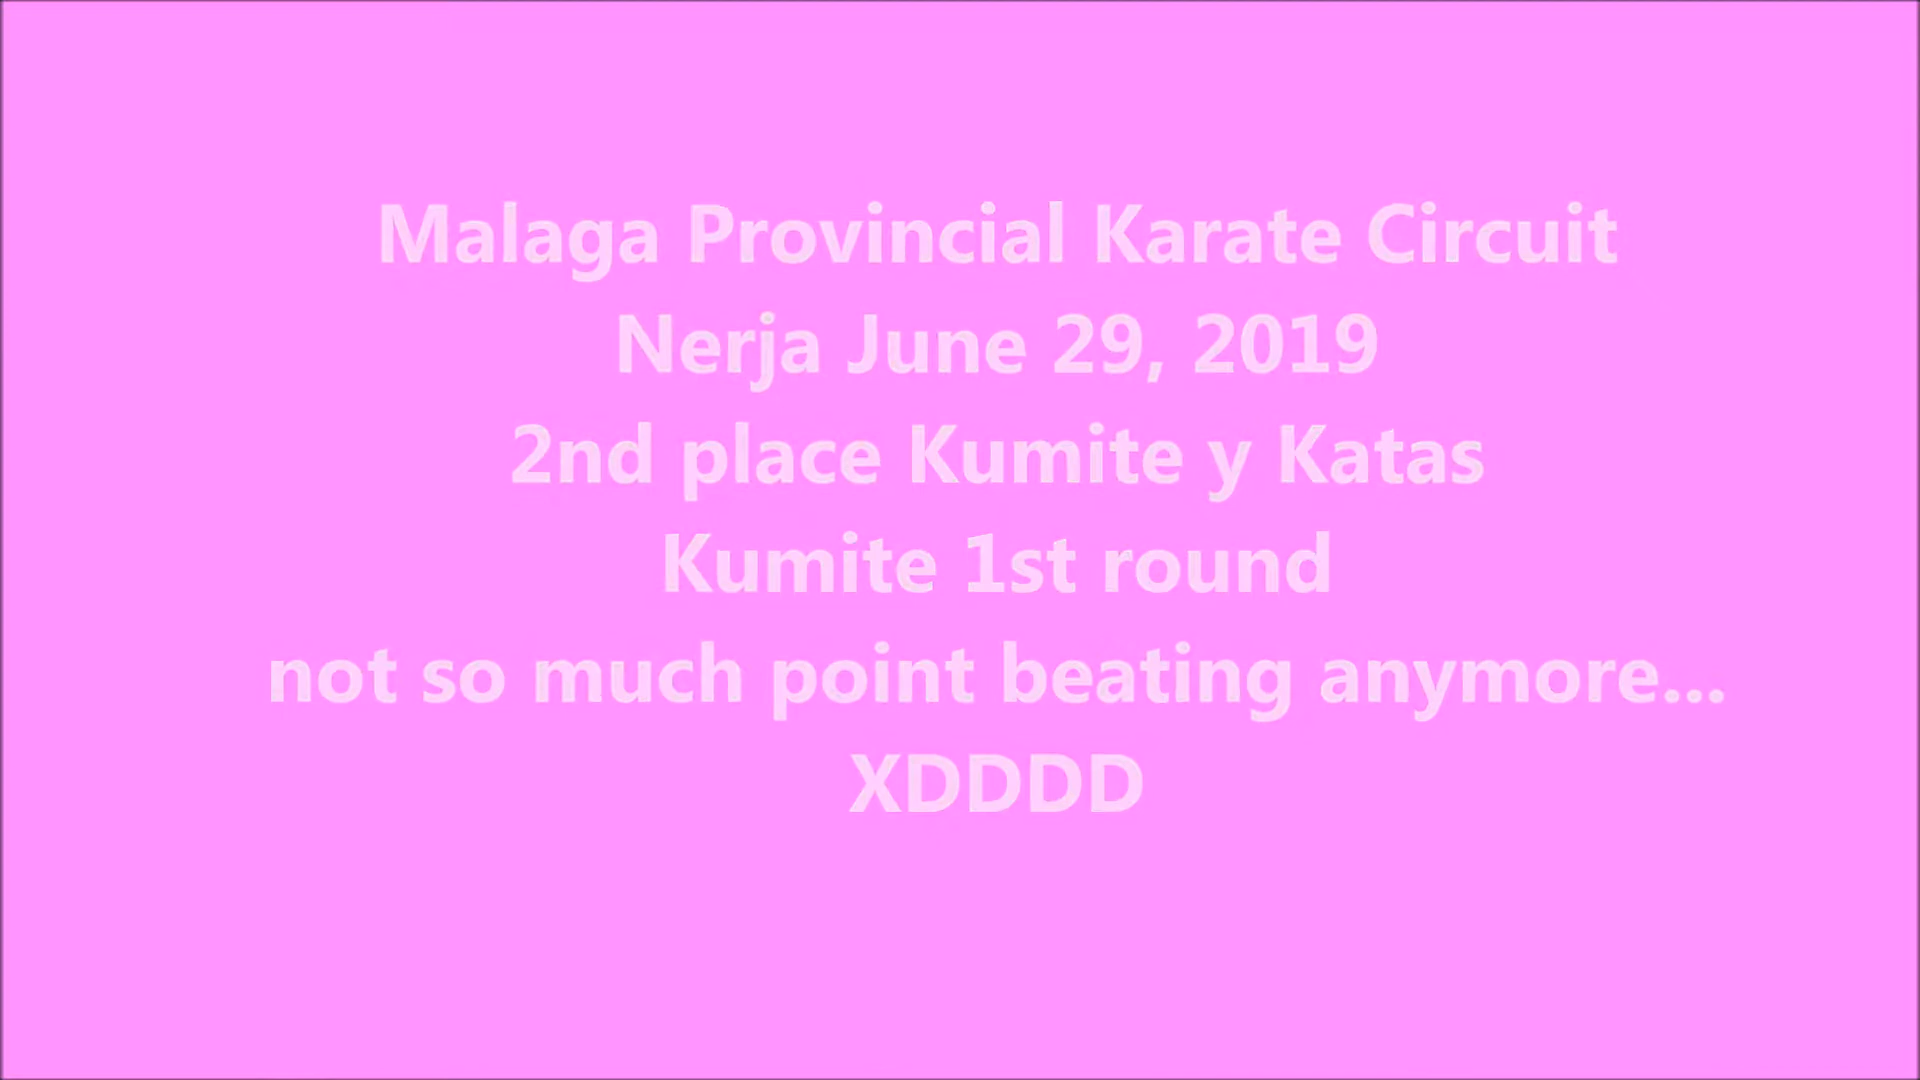 Malaga Provincial Karate Circuit
Nerja June 29, 2019
2nd place Kumite y Katas
Kumite 1st round
not so much point beating anymore...
XDDDD